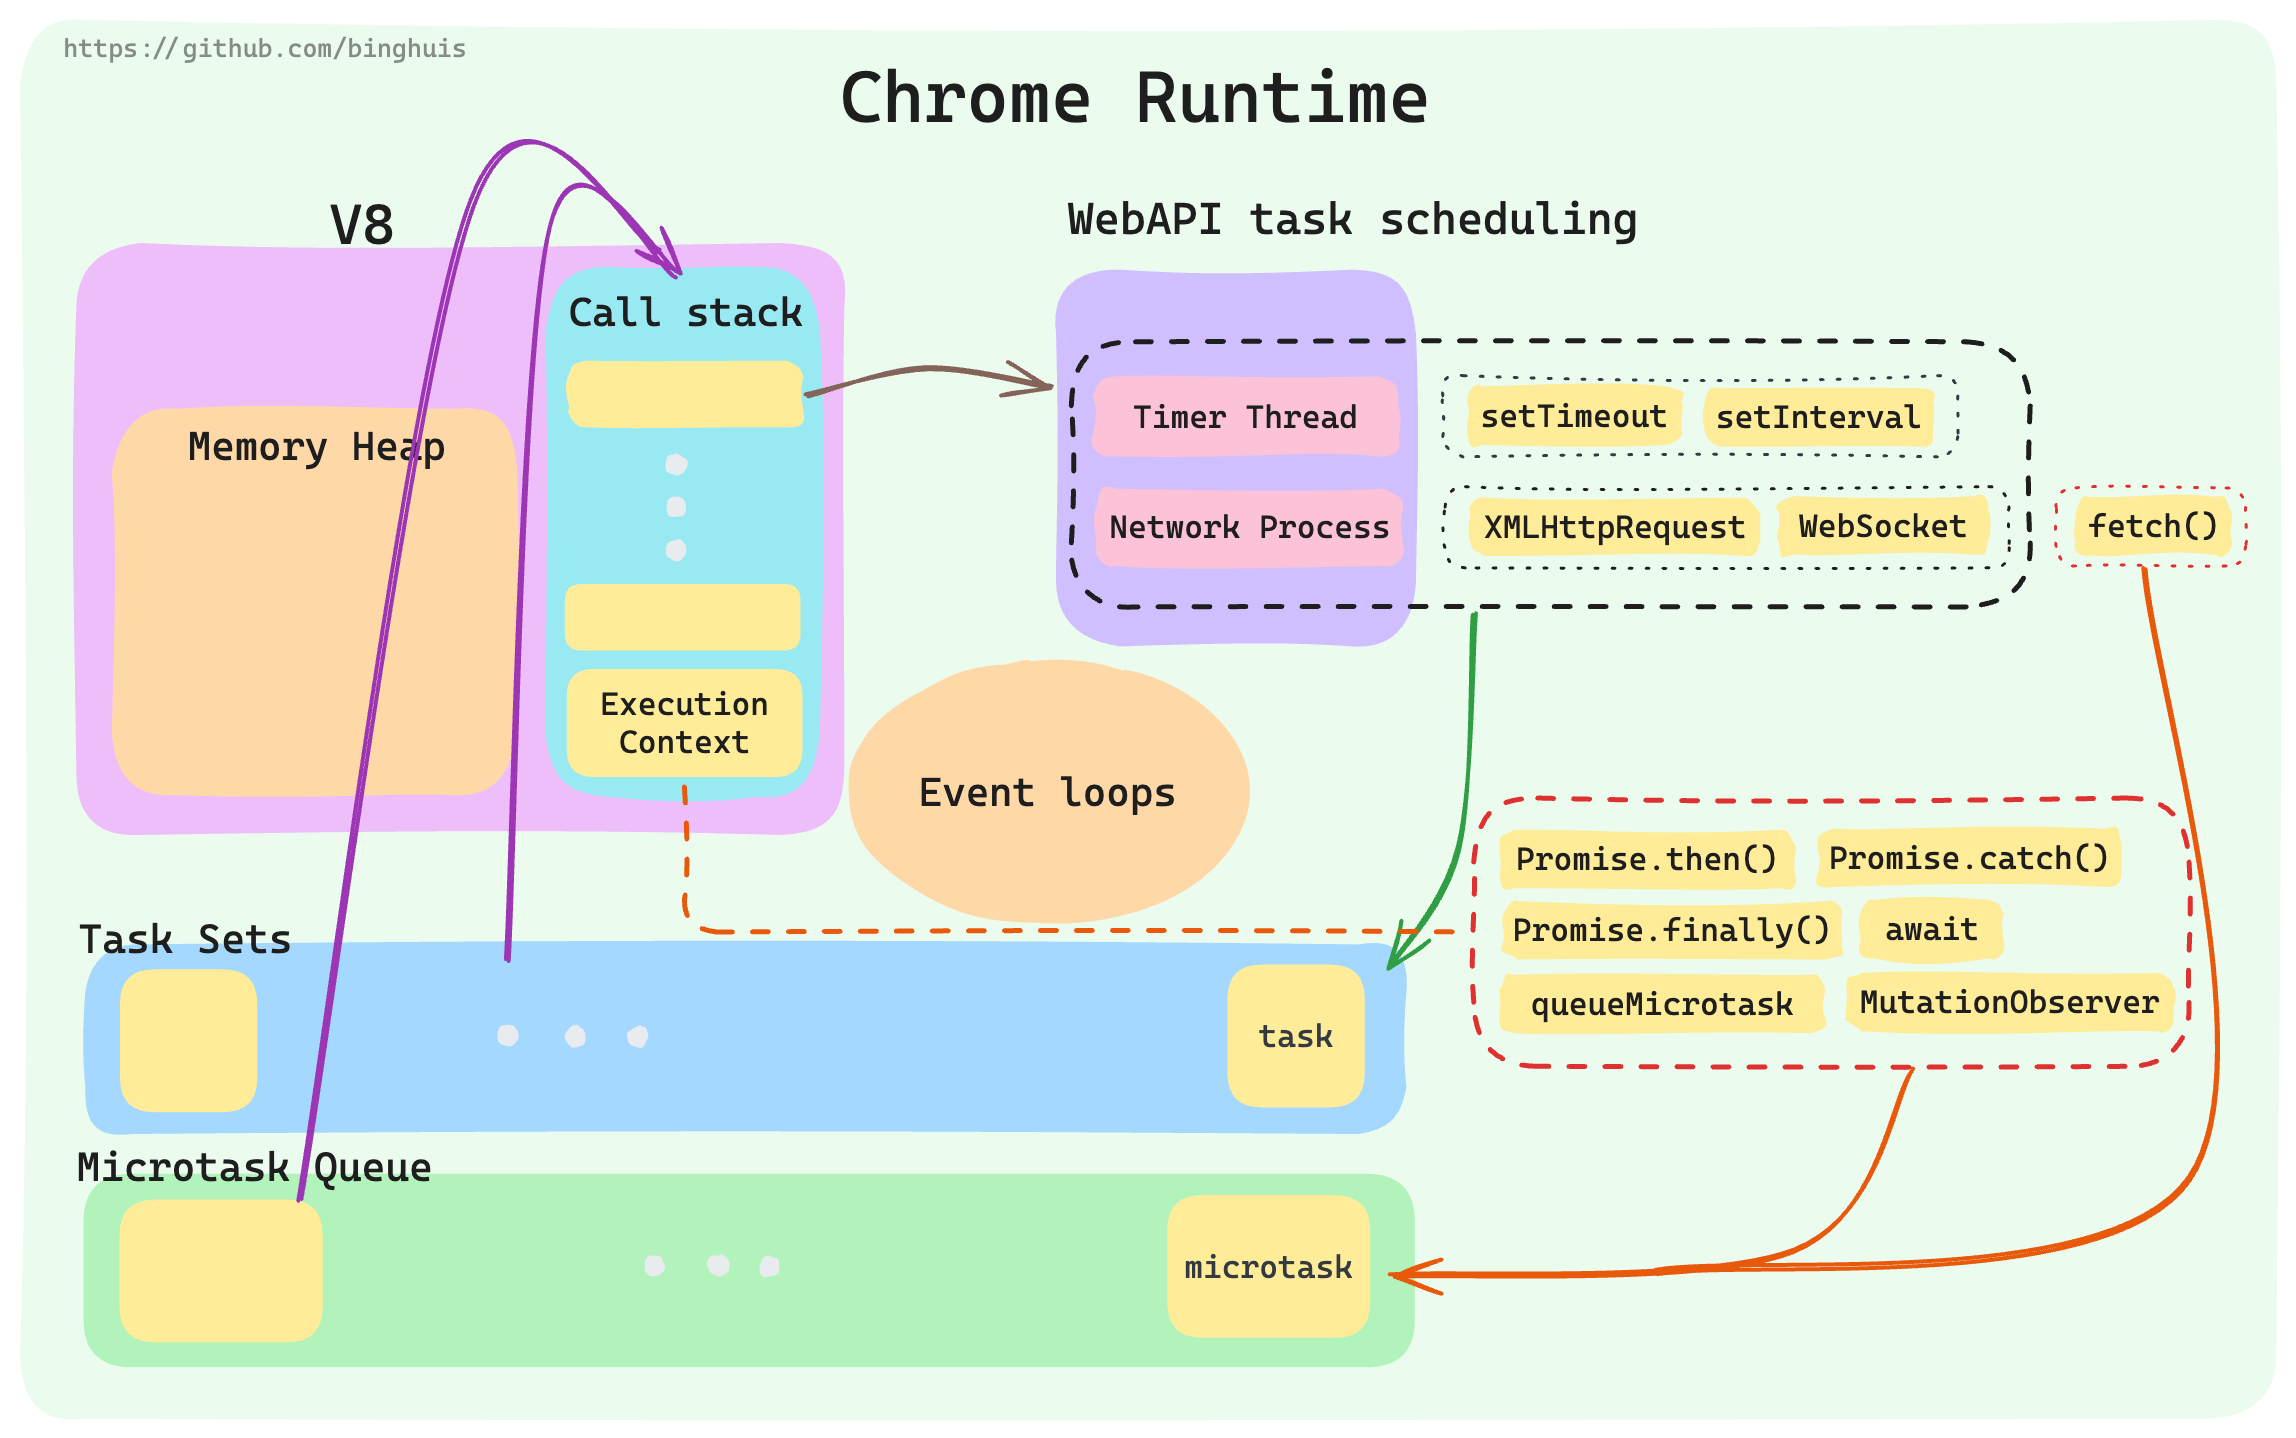 https://github.com/binghuis
Chrome Runtime
V8
WebAPI task scheduling
Call stack
Memory Heap
Timer Thread
setTimeout
setInterval
Network Process
XMLHttpRequest
WebSocket
fetch()
Execution
Context
Event loops
Promise.then()
Promise.catch()
Promise.finally()
await
queueMicrotask
MutationObserver
Task Sets
task
Microtask Queue
microtask